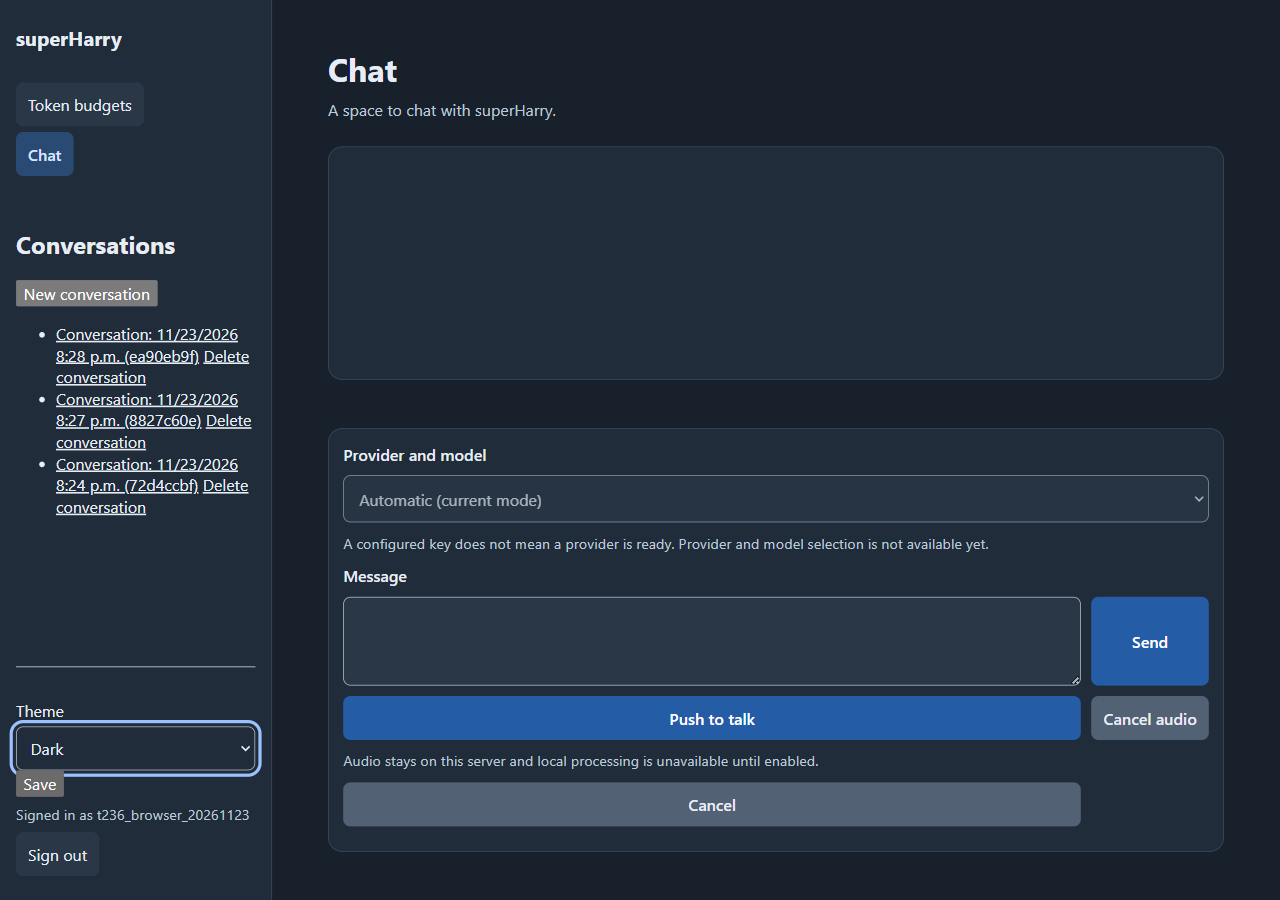 superHarry
Token budgets
Chat
Conversations
New conversation
Conversation: 11/23/2026
8:28 p.m. (ea90eb9f) Delete
conversation
Conversation: 11/23/2026
8:27 p.m. (8827c60e) Delete
conversation
Conversation: 11/23/2026
8:24 p.m. (72d4ccbf) Delete
conversation
Theme
Dark
Save
Signed in as t236_browser_20261123
Sign out
Chat
A space to chat with superHarry.
Provider and model
Automatic (current mode)
A configured key does not mean a provider is ready. Provider and model selection is not available yet.
Message
Send
Push to talk
Cancel audio
Audio stays on this server and local processing is unavailable until enabled.
Cancel